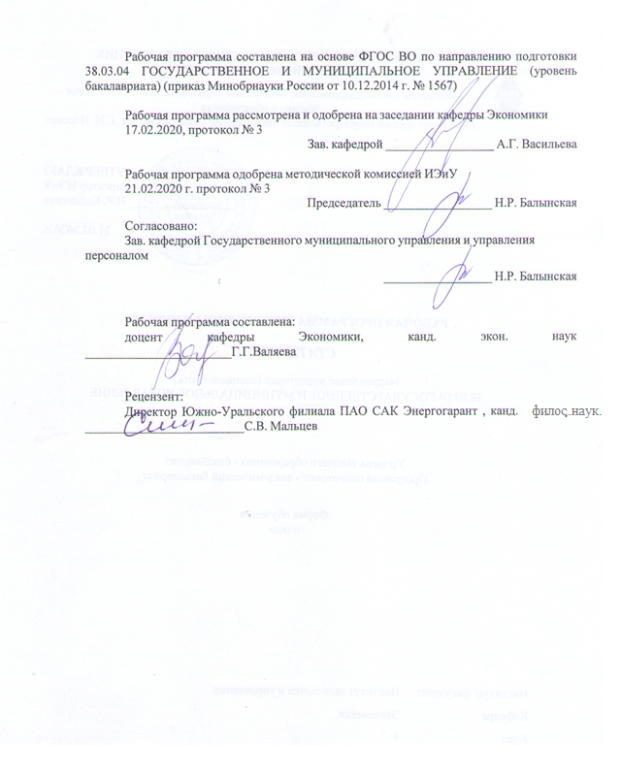 Рабочая программа составлена на основе ФГОС ВО по направлению подготовки
38.03.04 ГОСУДАРСТВЕННОЕ И МУНИЦИПАЛЬНОЕ УПРАВЛЕНИЕ (уровень
бакалавриата) (приказ Минобрнауки России от 10.12.2014 г. № 1567)
Рабочая программа рассмотрена и одобрена на заседании кафедры Экономики
17.02.2020, протокол № 3
Зав. кафедрой А.Г. Васильева
Рабочая программа одобрена методической комиссией ИЭиУ
21.02.2020 г. протокол № 3
Председатель Н.Р. Балынская
Согласовано:
Зав. кафедрой Государственного муниципального управления и управления
персоналом
Н.Р. Балынская
Рабочая программа составлена:
доцент кафедры Экономики, канд. экон. наук
Г.Г.Валяева
Рецензент:
Директор Южно-Уральского филиала ПАО САК Энергогарант , канд. филос.наук.
С.В. Мальцев